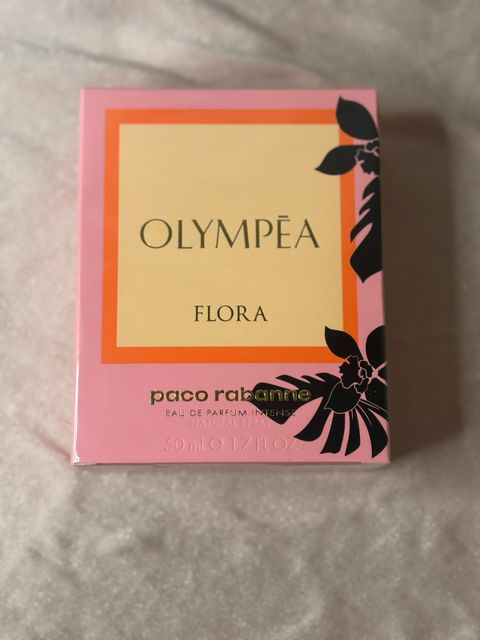 OLYMPĒA
FLORA
paco rabanne
EAU DE PARFUM INTENSE
NATURAL SPRAY
50 ml ℮ 1.7 FL.OZ.